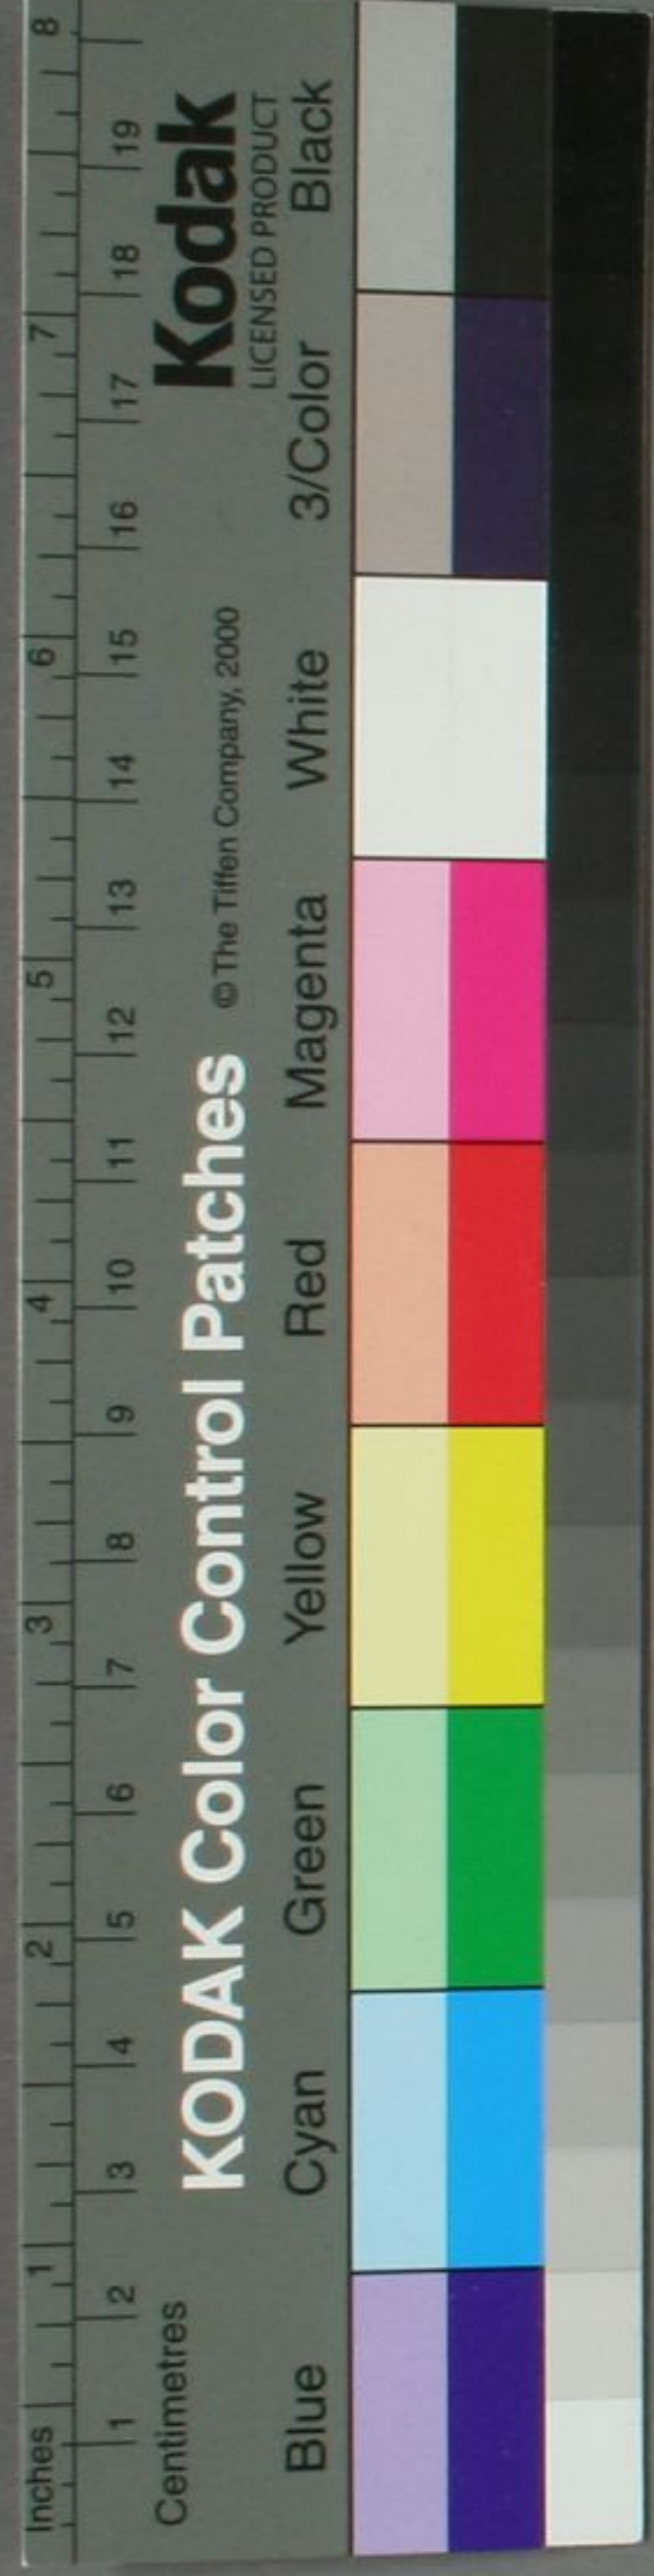 Inches 1 2 3 4 5 6 7 8
1 2 3 4 5 6 7 8 9 10 11 12 13 14 15 16 17 18 19
Centimetres
KODAK Color Control Patches © The Tiffen Company, 2000
Kodak
LICENSED PRODUCT
Blue Cyan Green Yellow Red Magenta White 3/Color Black